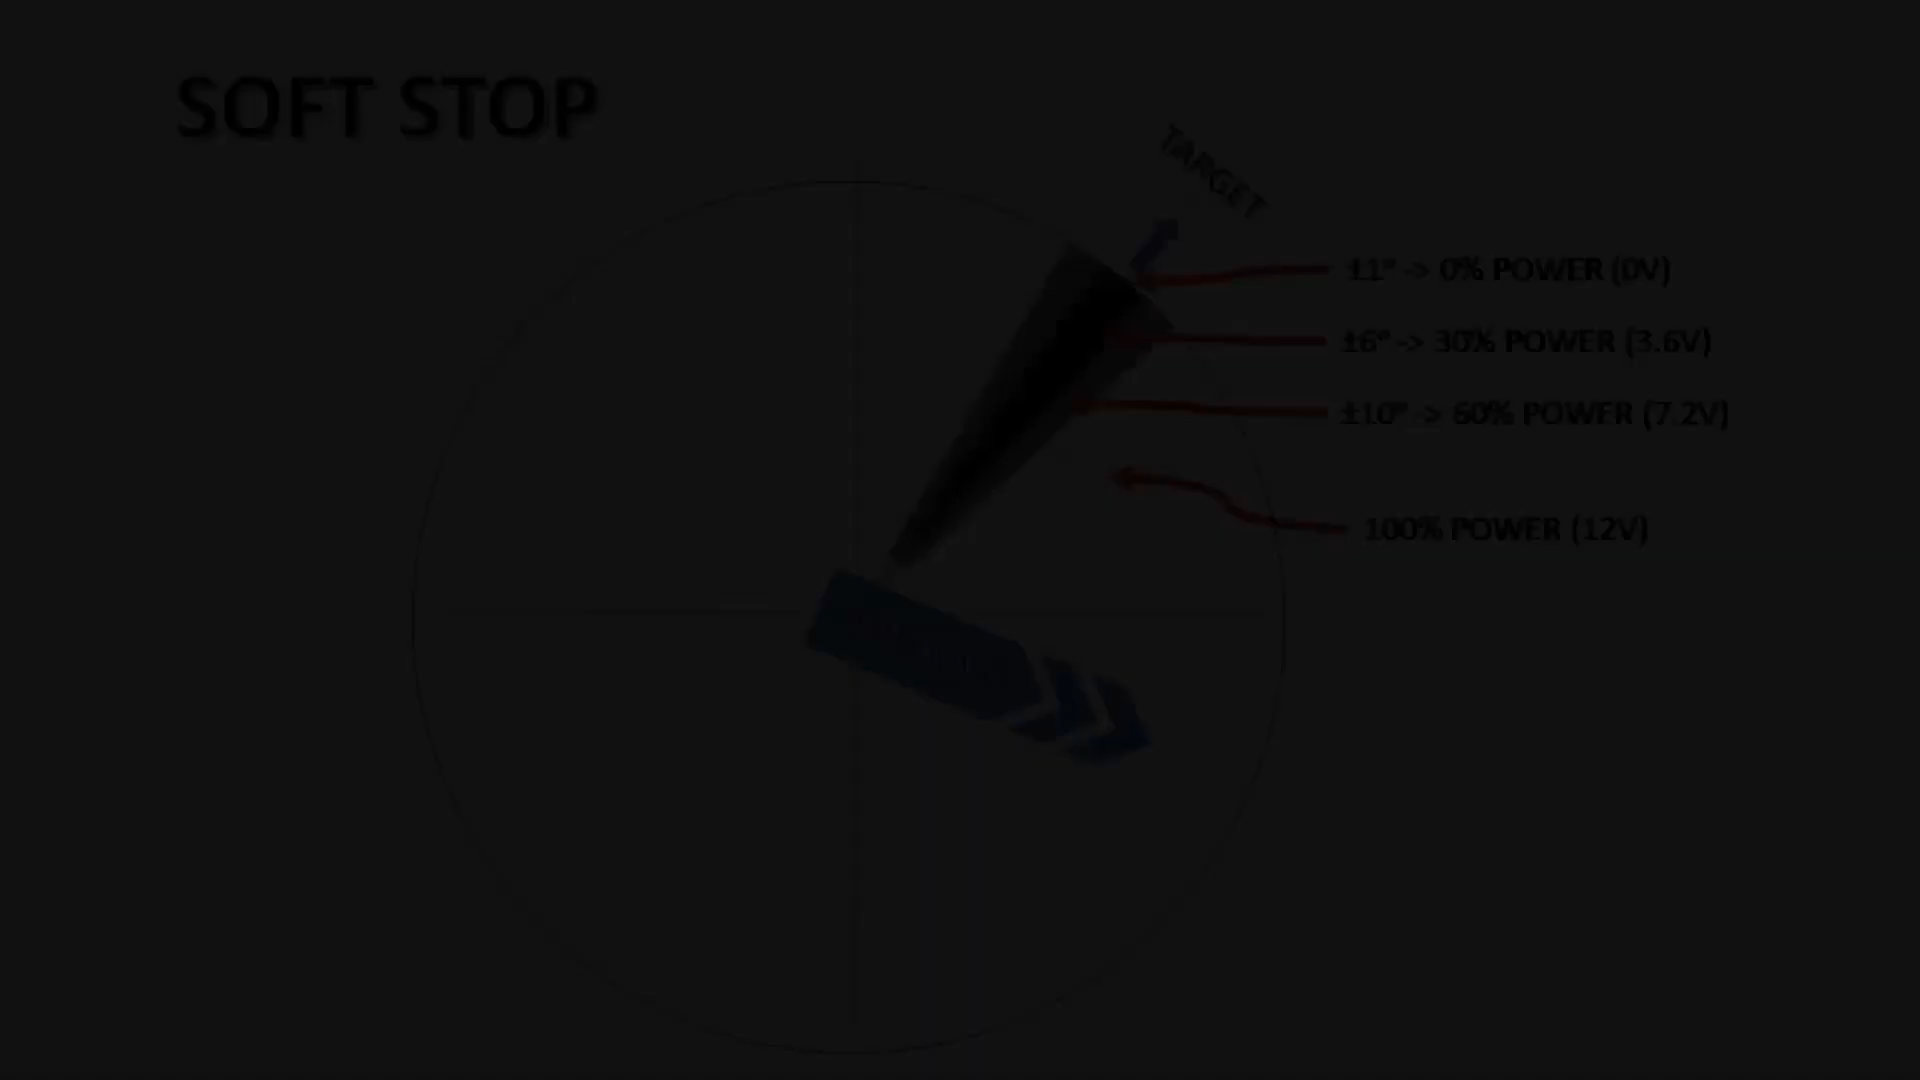 SOFT STOP
TARGET
±1° -> 0% POWER (0V)
±6° -> 30% POWER (3.6V)
±10° -> 60% POWER (7.2V)
100% POWER (12V)